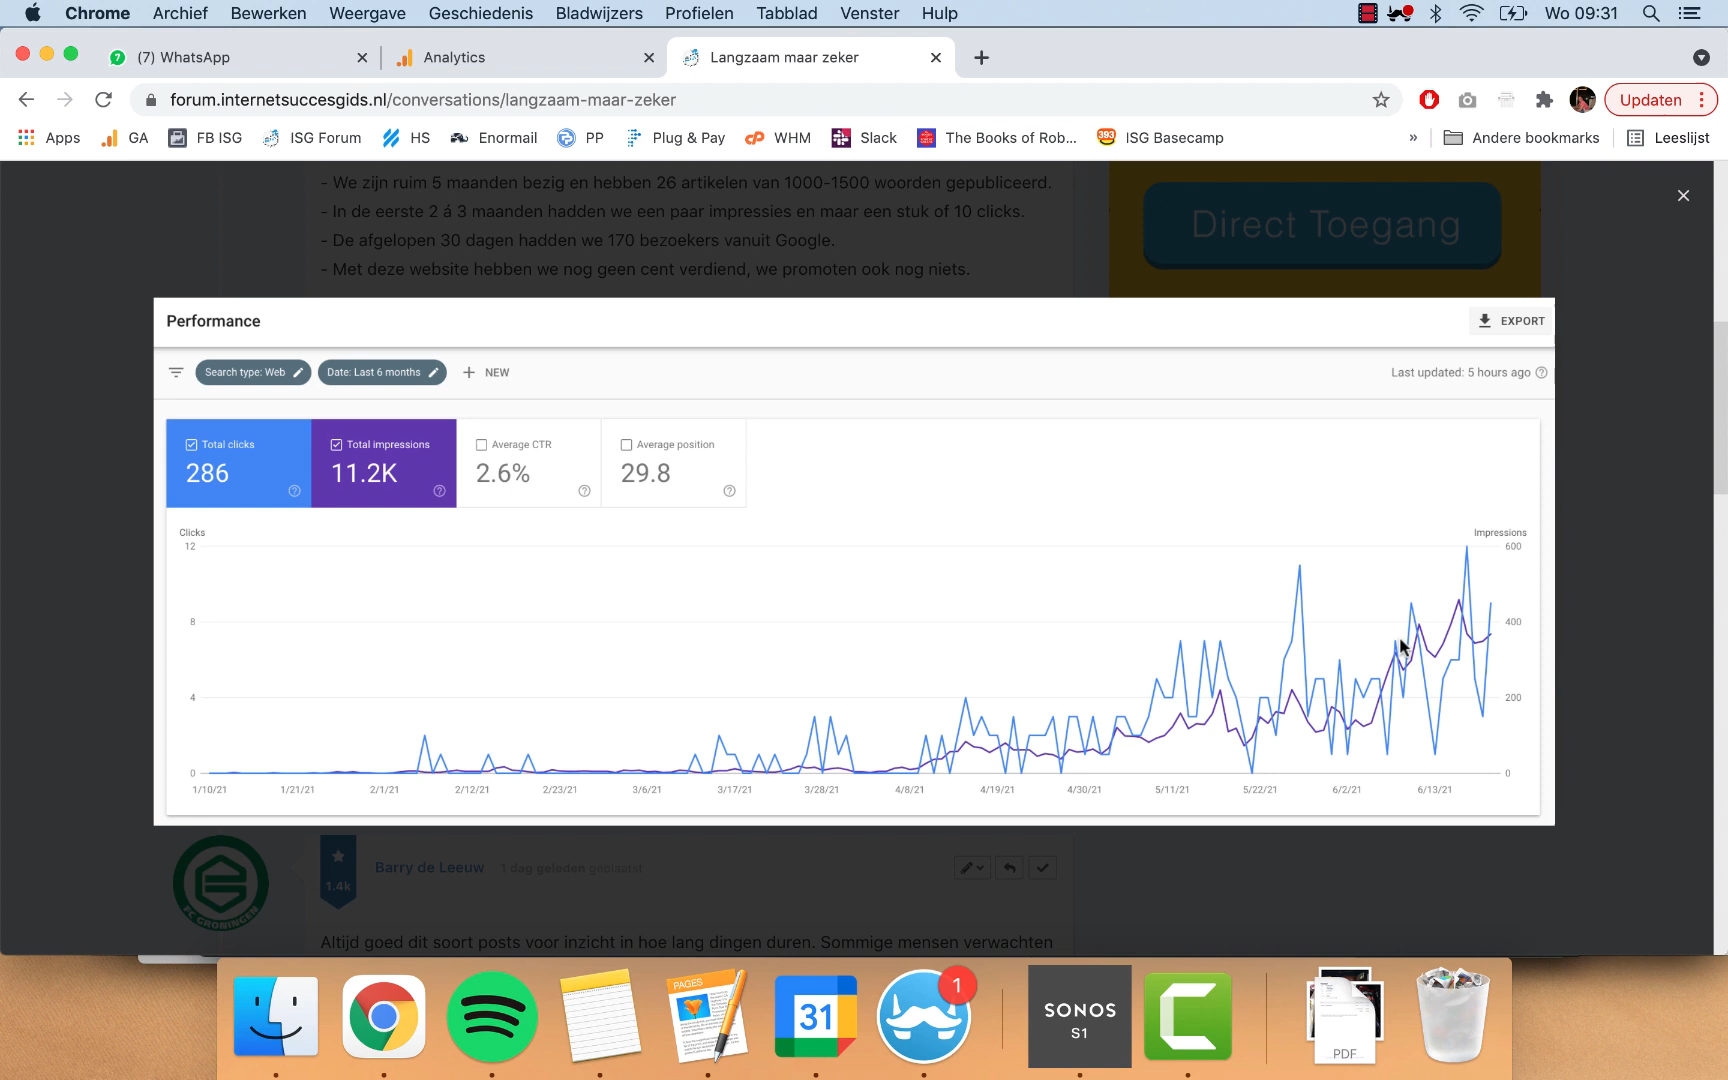 Chrome Archief Bewerken Weergave Geschiedenis Bladwijzers Profielen Tabblad Venster Hulp Wo 09:31
7 (7) WhatsApp Analytics Langzaam maar zeker
forum.internetsuccesgids.nl/conversations/langzaam-maar-zeker Updaten
Apps GA FB ISG ISG Forum HS Enormail PP Plug & Pay WHM Slack The Books of Rob... 393 ISG Basecamp » Andere bookmarks Leeslijst
- We zijn ruim 5 maanden bezig en hebben 26 artikelen van 1000-1500 woorden gepubliceerd.
- In de eerste 2 á 3 maanden hadden we een paar impressies en maar een stuk of 10 clicks.
- De afgelopen 30 dagen hadden we 170 bezoekers vanuit Google.
- Met deze website hebben we nog geen cent verdiend, we promoten ook nog niets.
Direct Toegang
Performance EXPORT
Search type: Web Date: Last 6 months NEW Last updated: 5 hours ago
Total clicks Total impressions Average CTR Average position
286 11.2K 2.6% 29.8
Clicks Impressions
12 600
8 400
4 200
0 0
1/10/21 1/21/21 2/1/21 2/12/21 2/23/21 3/6/21 3/17/21 3/28/21 4/8/21 4/19/21 4/30/21 5/11/21 5/22/21 6/2/21 6/13/21
1.4k Barry de Leeuw 1 dag geleden geplaatst
FC GRONINGEN
Altijd goed dit soort posts voor inzicht in hoe lang dingen duren. Sommige mensen verwachten
PAGES
31
1
SONOS
S1
PDF